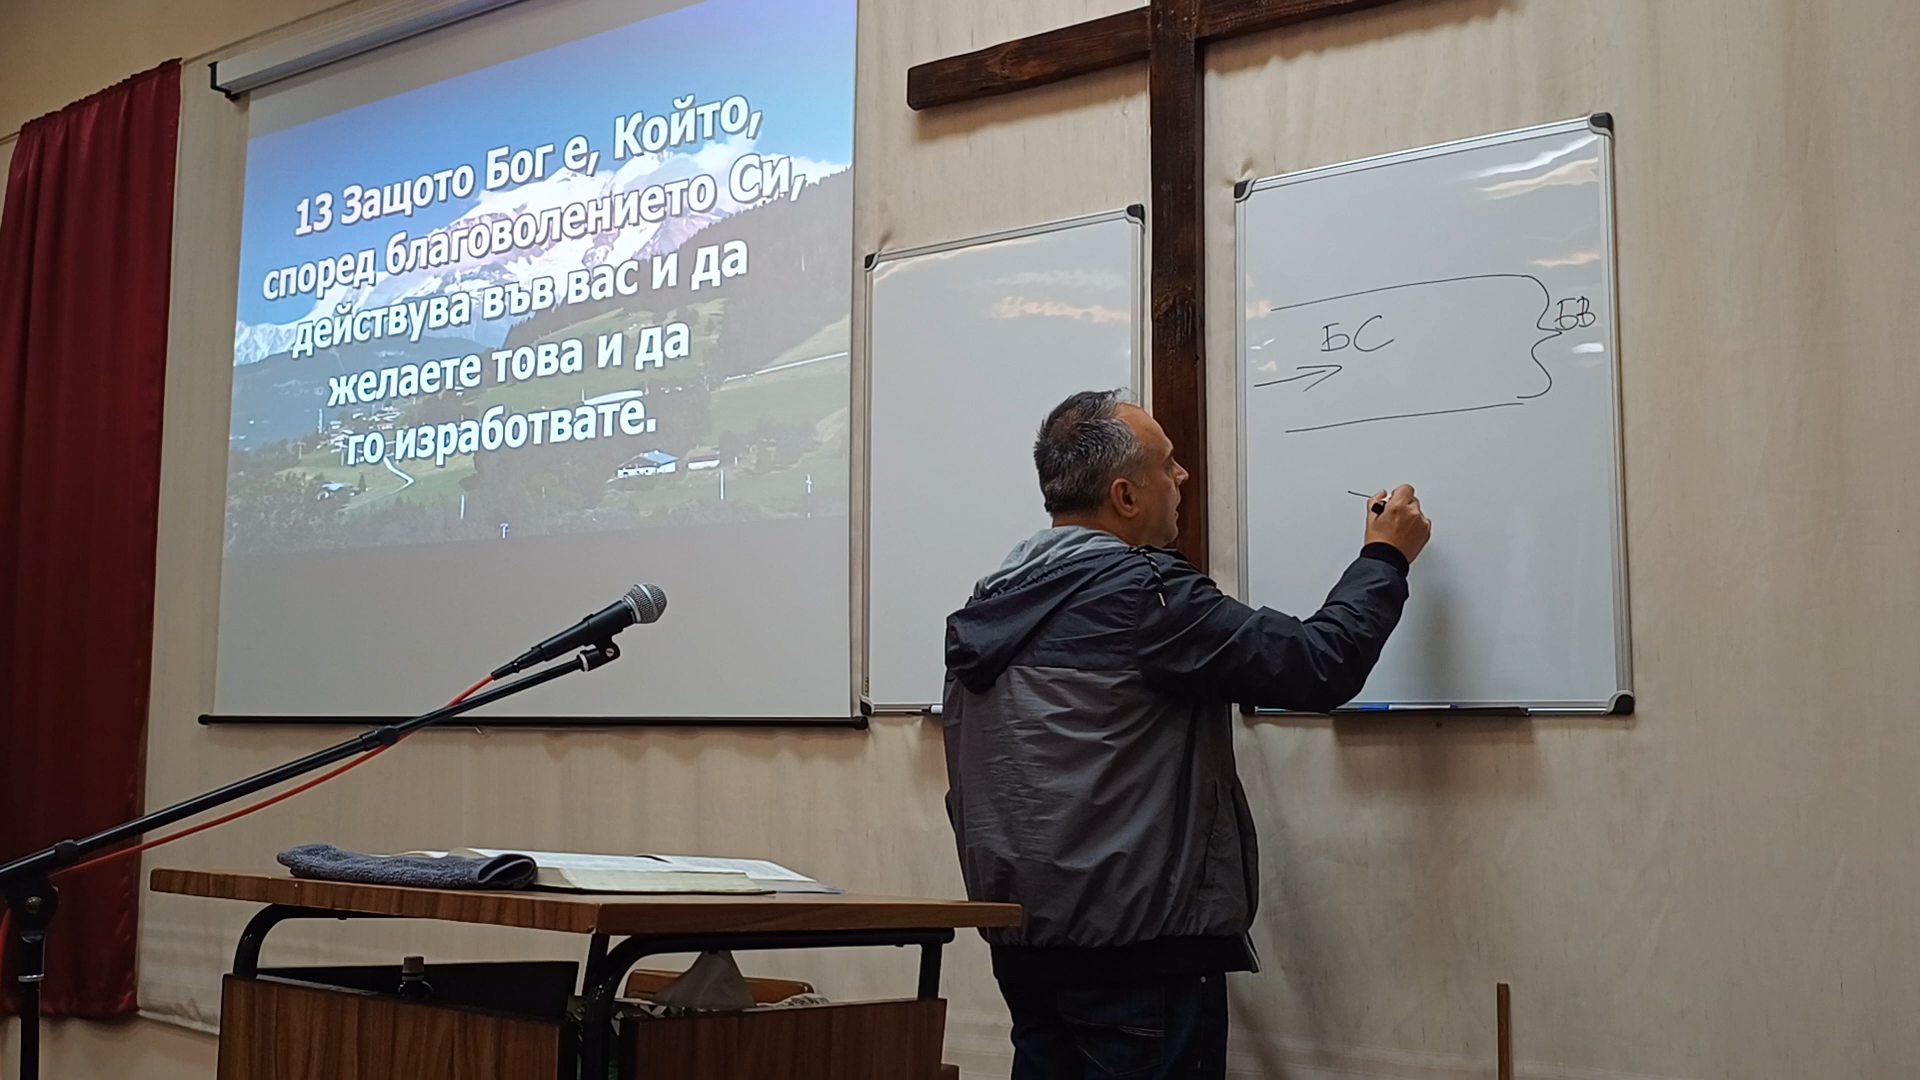 13 Защото Бог е, Който,
според благоволението Си,
действува във вас и да
желаете това и да
го изработвате.
БС
БВ